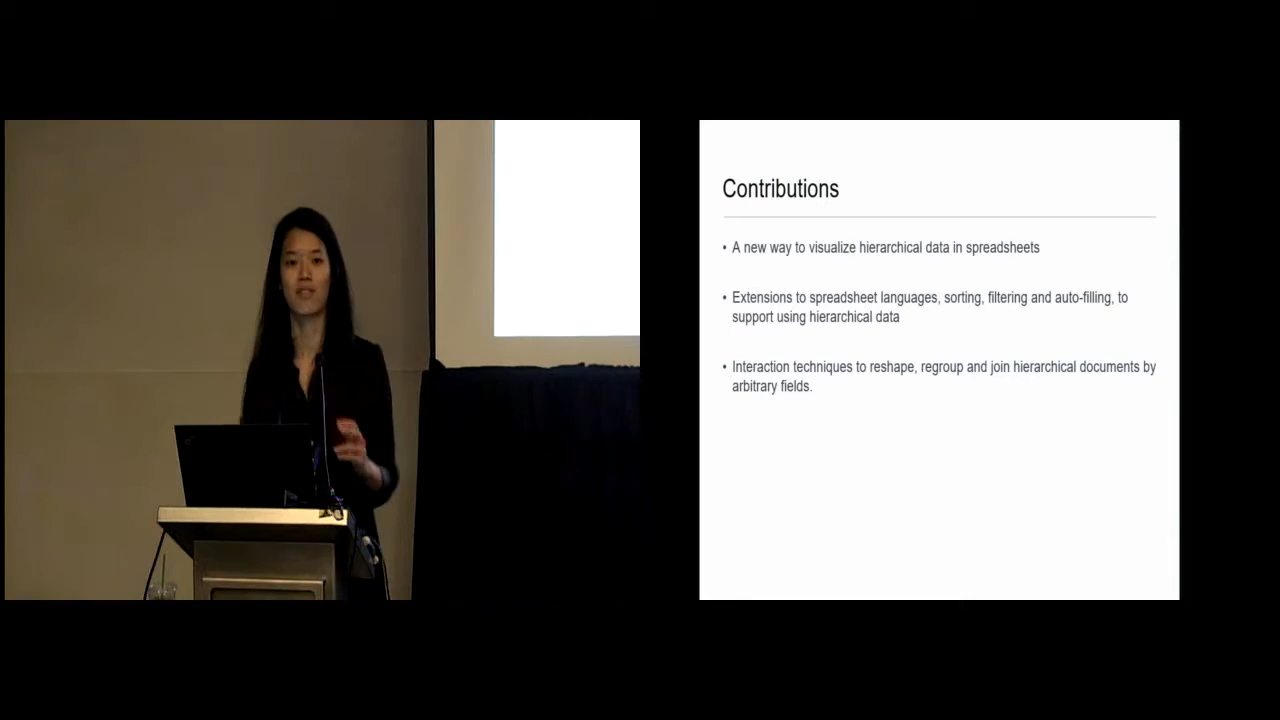 Contributions
• A new way to visualize hierarchical data in spreadsheets
• Extensions to spreadsheet languages, sorting, filtering and auto-filling, to
support using hierarchical data
• Interaction techniques to reshape, regroup and join hierarchical documents by
arbitrary fields.